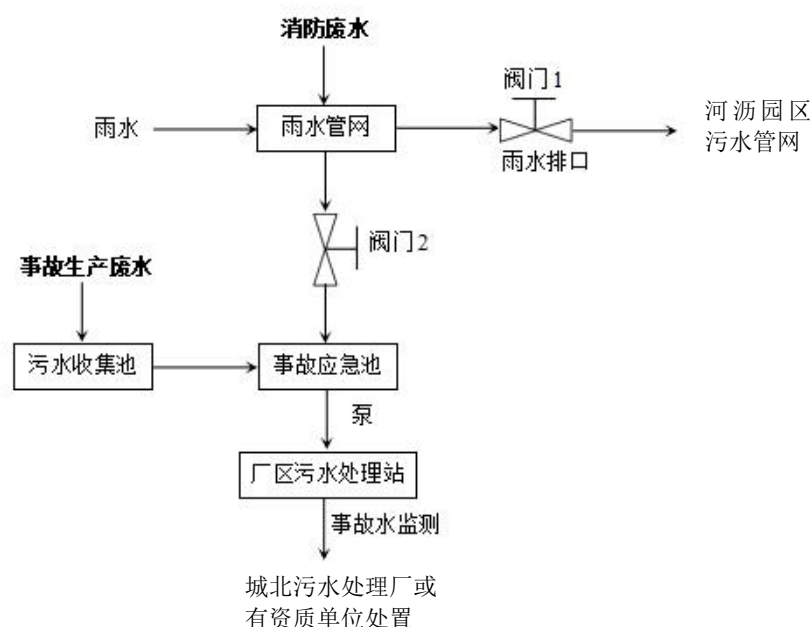 消防废水
阀门1
雨水
雨水管网
河沥园区
污水管网
雨水排口
阀门2
事故生产废水
污水收集池
事故应急池
泵
厂区污水处理站
事故水监测
城北污水处理厂或
有资质单位处置